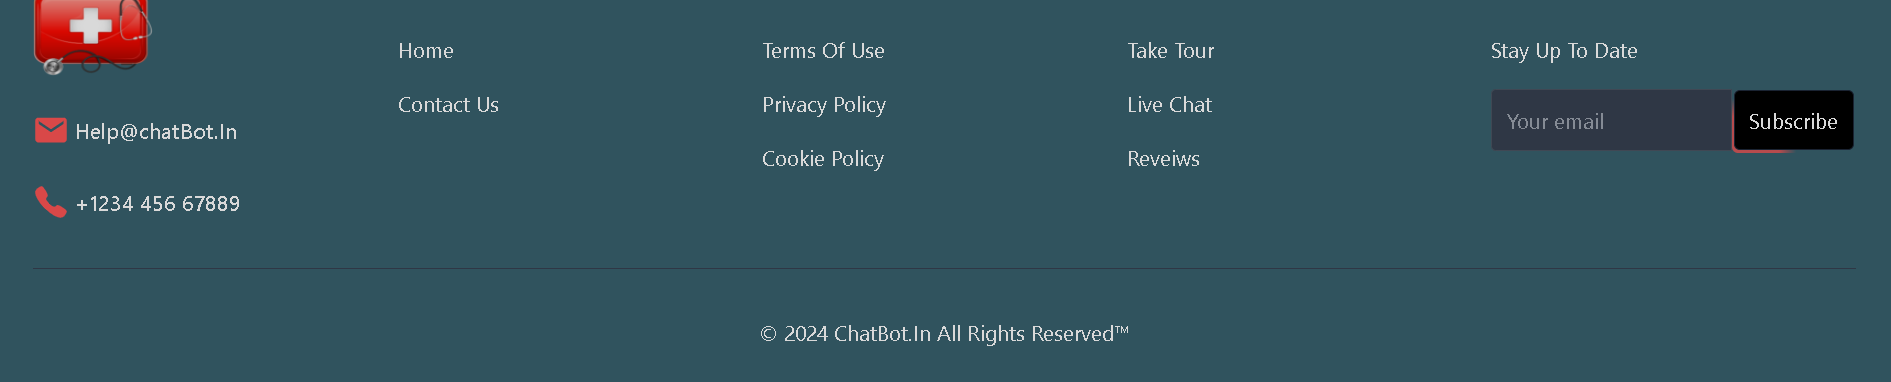 Help@chatBot.In
+1234 456 67889
Home
Contact Us
Terms Of Use
Privacy Policy
Cookie Policy
Take Tour
Live Chat
Reveiws
Stay Up To Date
Your email
Subscribe
© 2024 ChatBot.In All Rights Reserved™